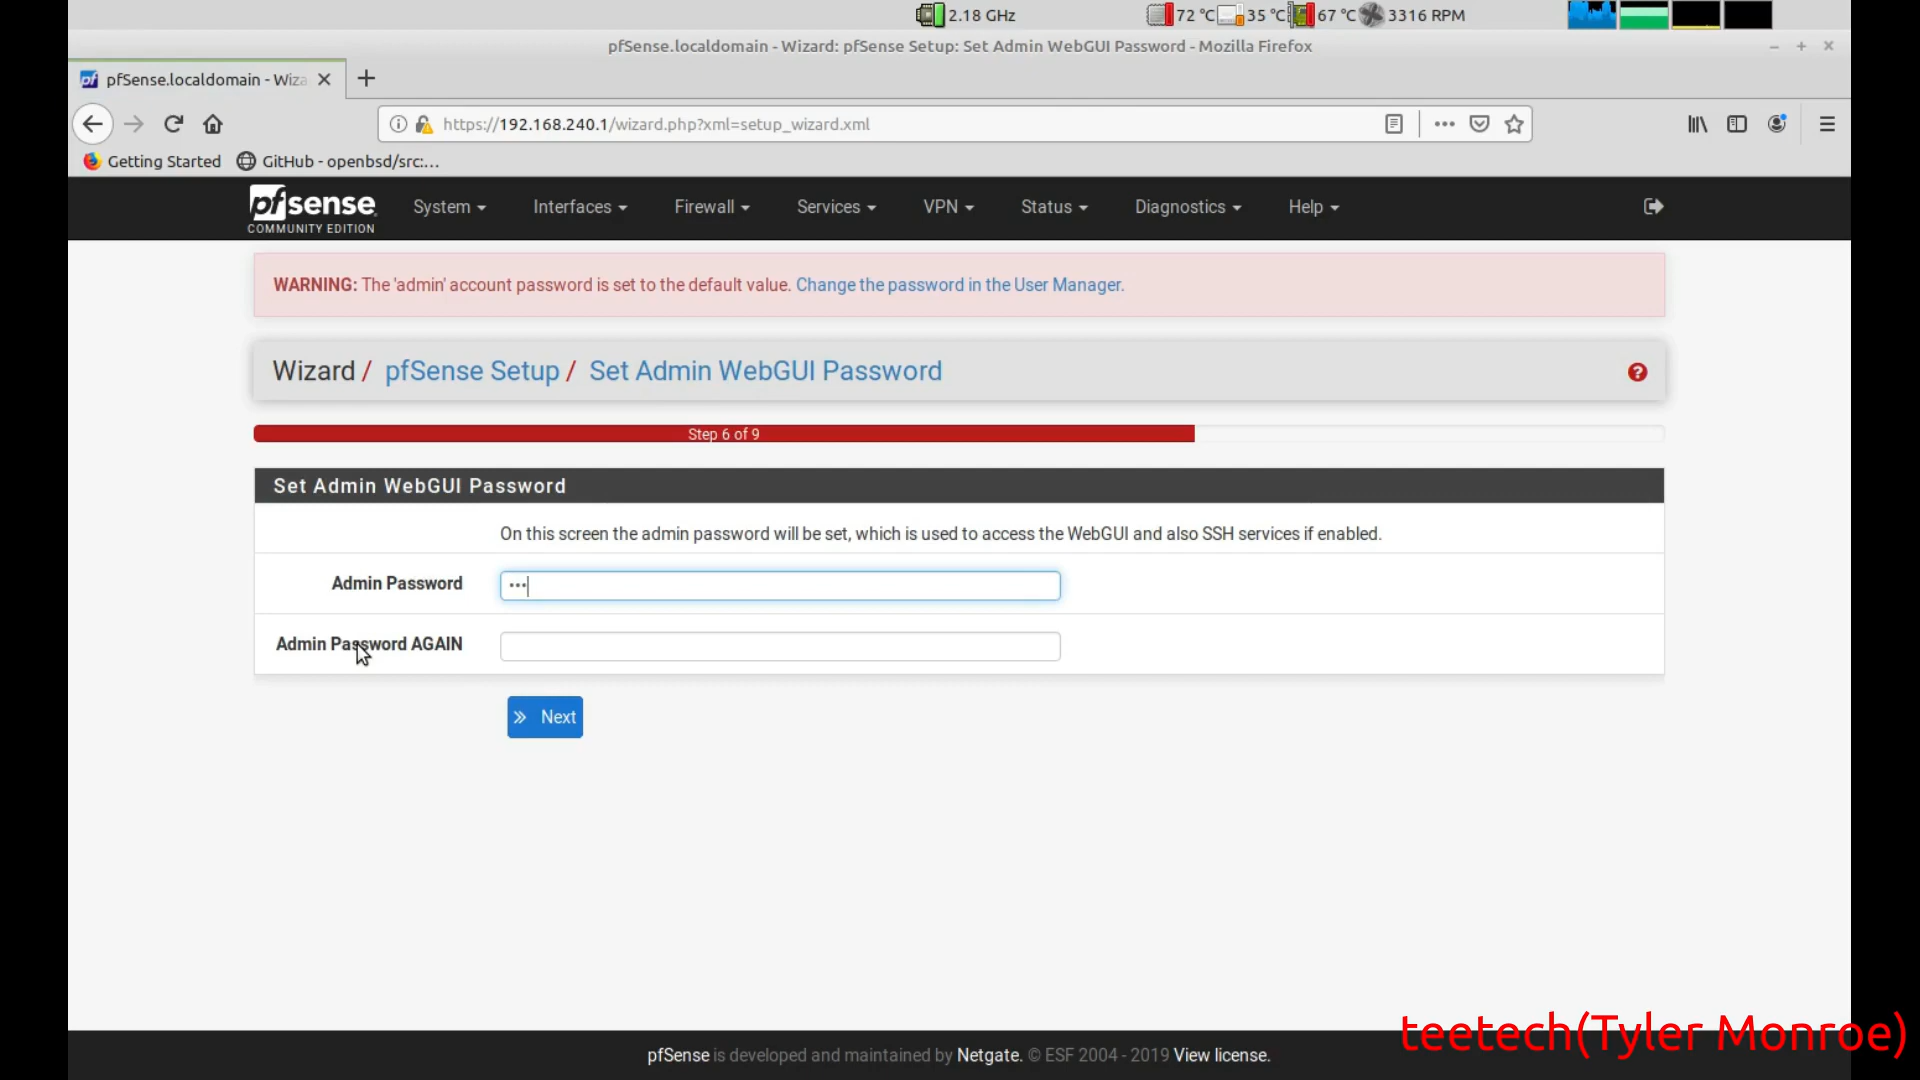 2.18 GHz 72 °C 35 °C 67 °C 3316 RPM
pfSense.localdomain - Wizard: pfSense Setup: Set Admin WebGUI Password - Mozilla Firefox
pfSense.localdomain - Wiza
https://192.168.240.1/wizard.php?xml=setup_wizard.xml
Getting Started GitHub - openbsd/src:...
pfsense System Interfaces Firewall Services VPN Status Diagnostics Help
COMMUNITY EDITION
WARNING: The 'admin' account password is set to the default value. Change the password in the User Manager.
Wizard / pfSense Setup / Set Admin WebGUI Password
Step 6 of 9
Set Admin WebGUI Password
On this screen the admin password will be set, which is used to access the WebGUI and also SSH services if enabled.
Admin Password •••
Admin Password AGAIN
Next
teetech(Tyler Monroe)
pfSense is developed and maintained by Netgate. © ESF 2004 - 2019 View license.